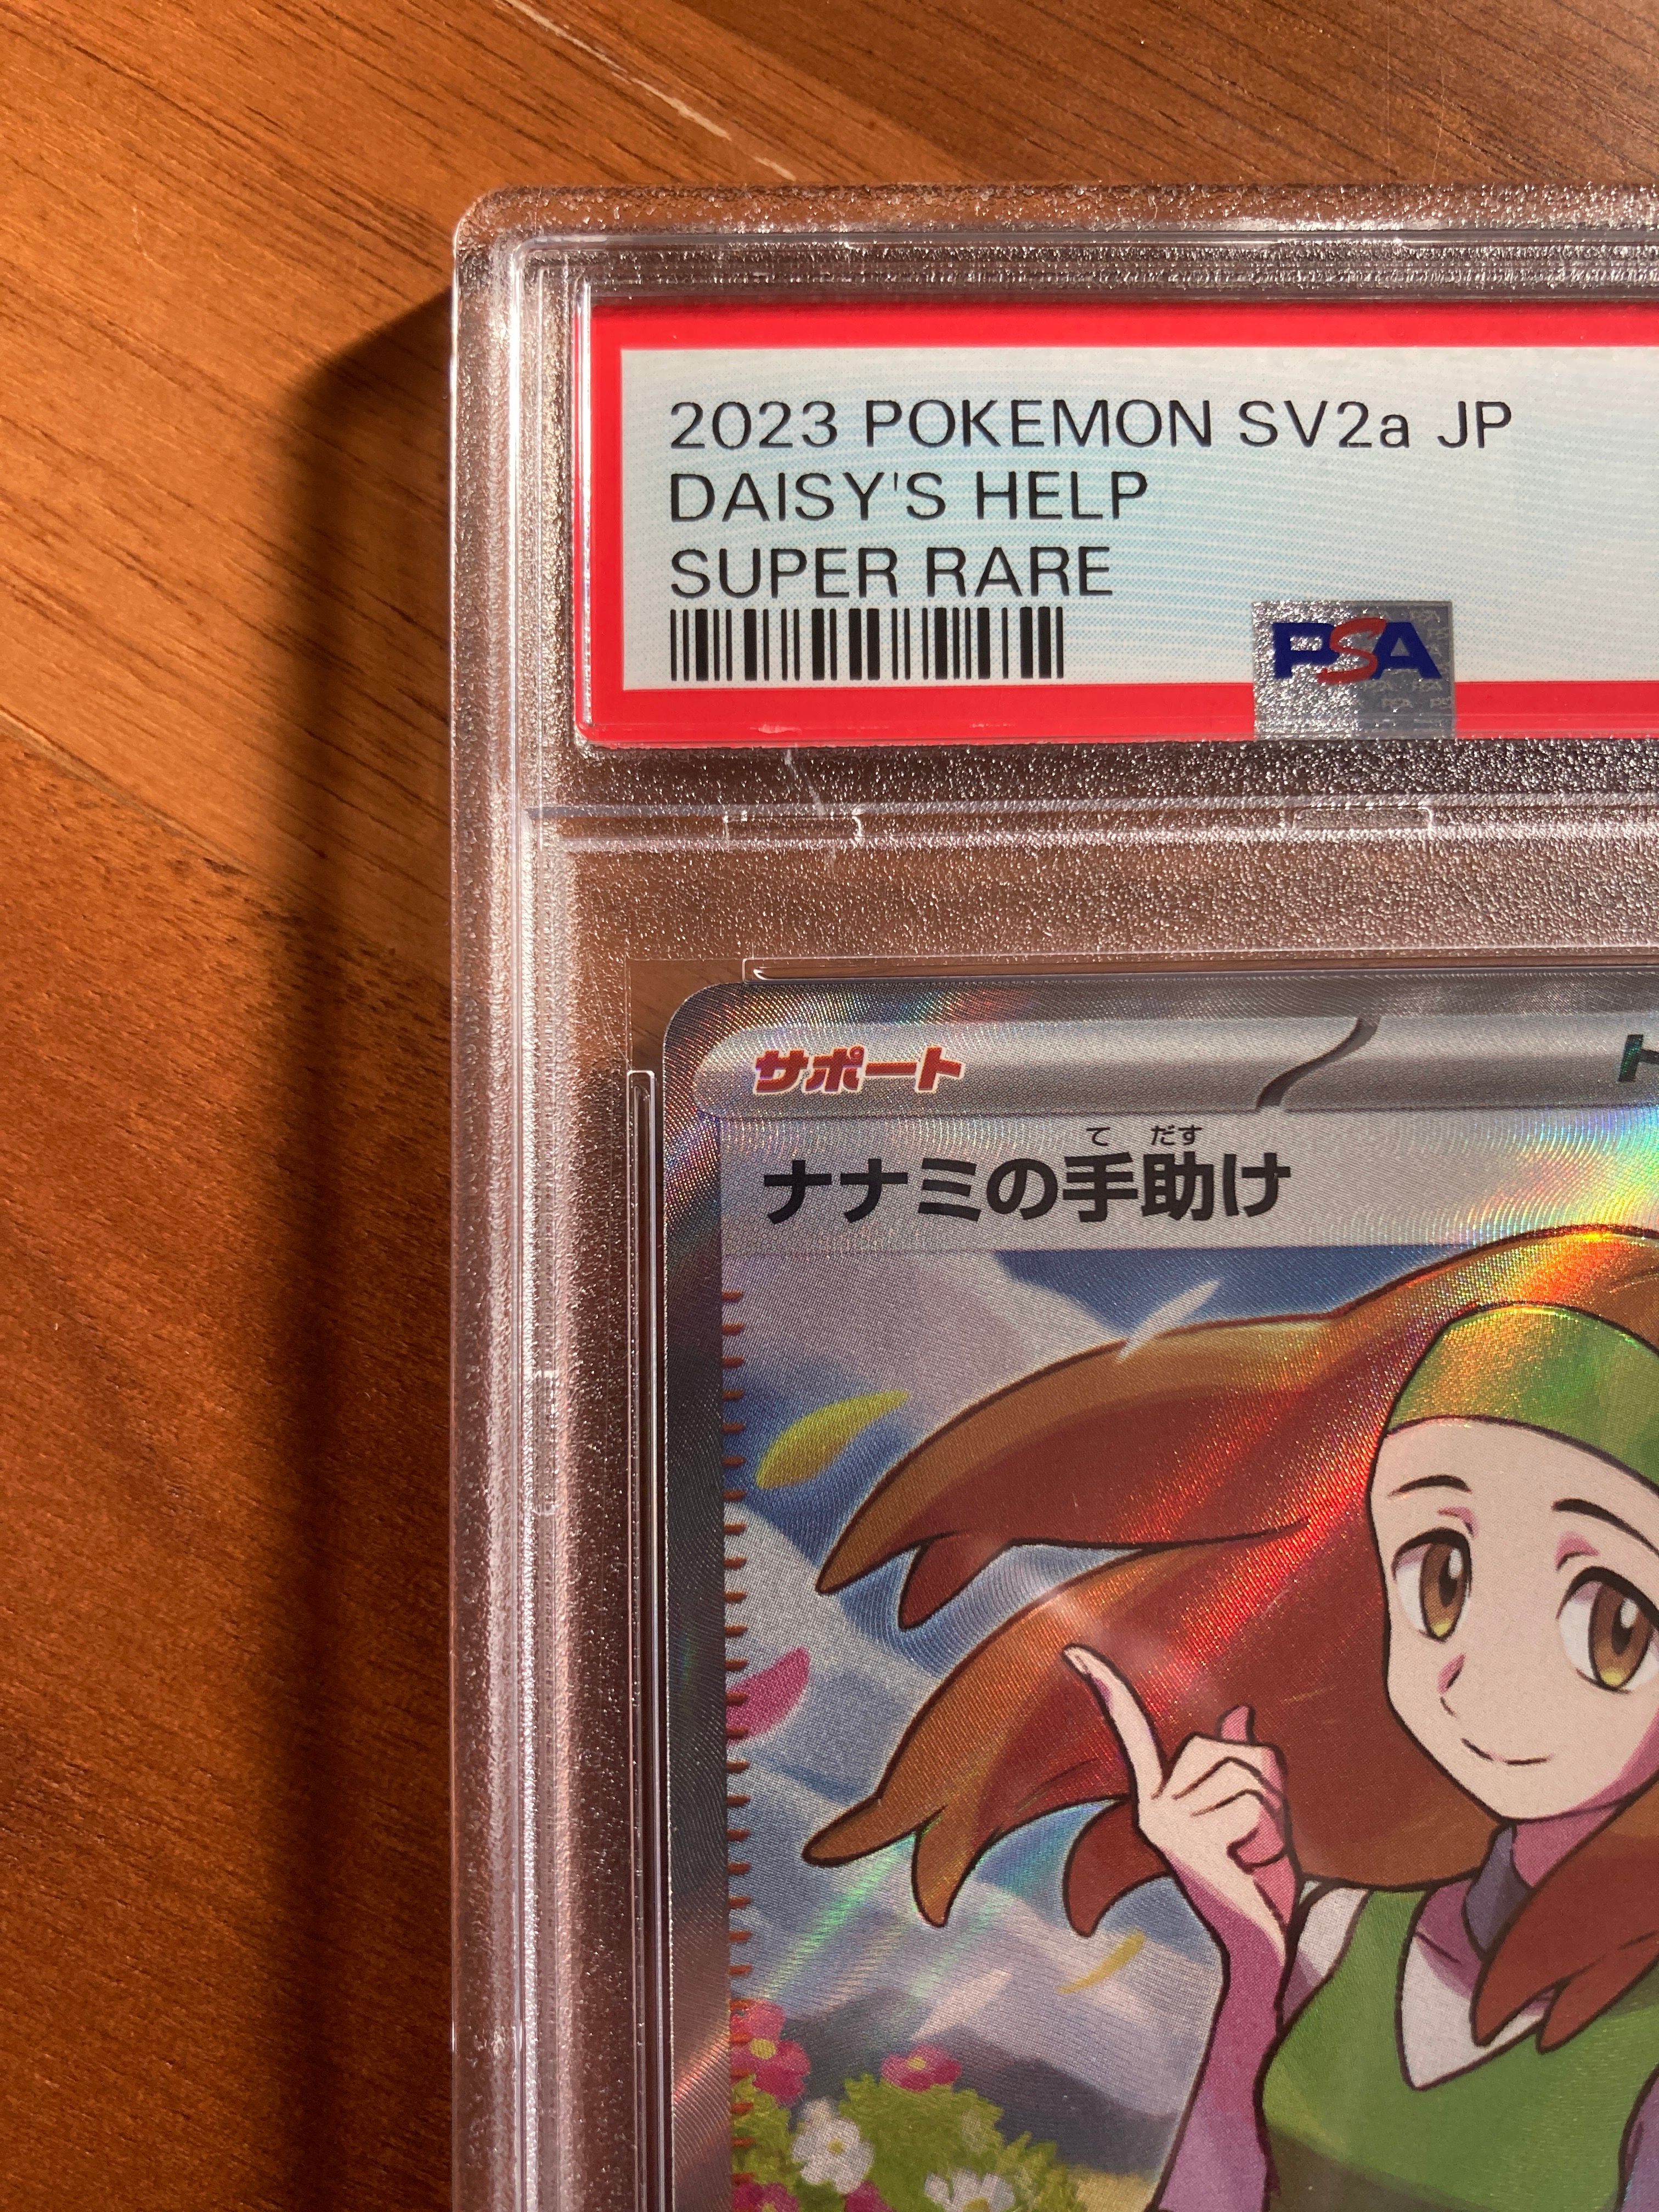 2023 POKEMON SV2a JP
DAISY'S HELP
SUPER RARE
PSA
サポート
て だす
ナナミの手助け